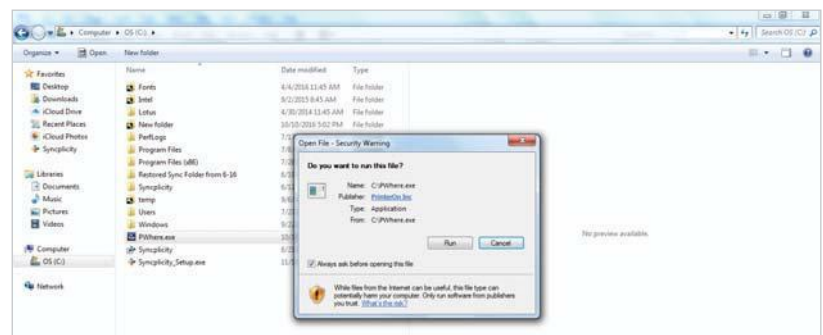 Computer ▸ OS (C:) ▸
Search OS (C:)
Organize ▾ Open New folder
Name Date modified Type
Favorites
Desktop
Downloads
iCloud Drive
Recent Places
iCloud Photos
Syncplicity
Libraries
Documents
Music
Pictures
Videos
Computer
OS (C:)
Network
Fonts 4/4/2016 11:45 AM File folder
Intel 9/2/2015 8:45 AM File folder
Lotus 4/30/2014 11:45 AM File folder
New folder 10/10/2016 5:02 PM File folder
PerfLogs
Program Files
Program Files (x86)
Restored Sync Folder from 6-16
Syncplicity
temp
Users
Windows
PWhere.exe
Syncplicity
Syncplicity_Setup.exe
Open File - Security Warning
Do you want to run this file?
Name: C:\PWhere.exe
Publisher: PrinterOn Inc
Type: Application
From: C:\PWhere.exe
Run Cancel
Always ask before opening this file
While files from the Internet can be useful, this file type can
potentially harm your computer. Only run software from publishers
you trust. What's the risk?
No preview available.